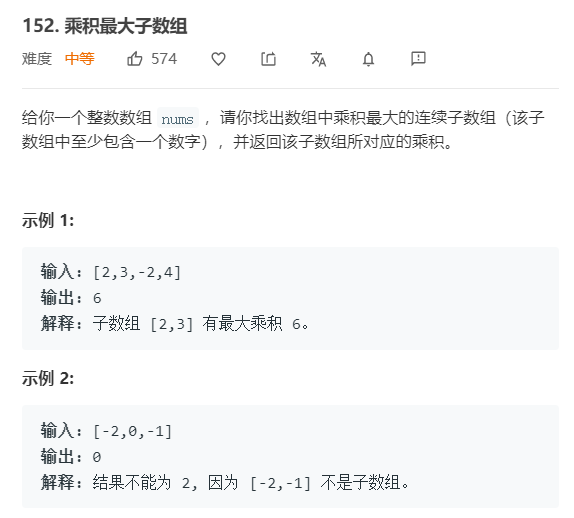 152. 乘积最大子数组
难度 中等 574
给你一个整数数组 nums ，请你找出数组中乘积最大的连续子数组（该子
数组中至少包含一个数字），并返回该子数组所对应的乘积。
示例 1:
输入：[2,3,-2,4]
输出：6
解释：子数组 [2,3] 有最大乘积 6。
示例 2:
输入：[-2,0,-1]
输出：0
解释：结果不能为 2, 因为 [-2,-1] 不是子数组。